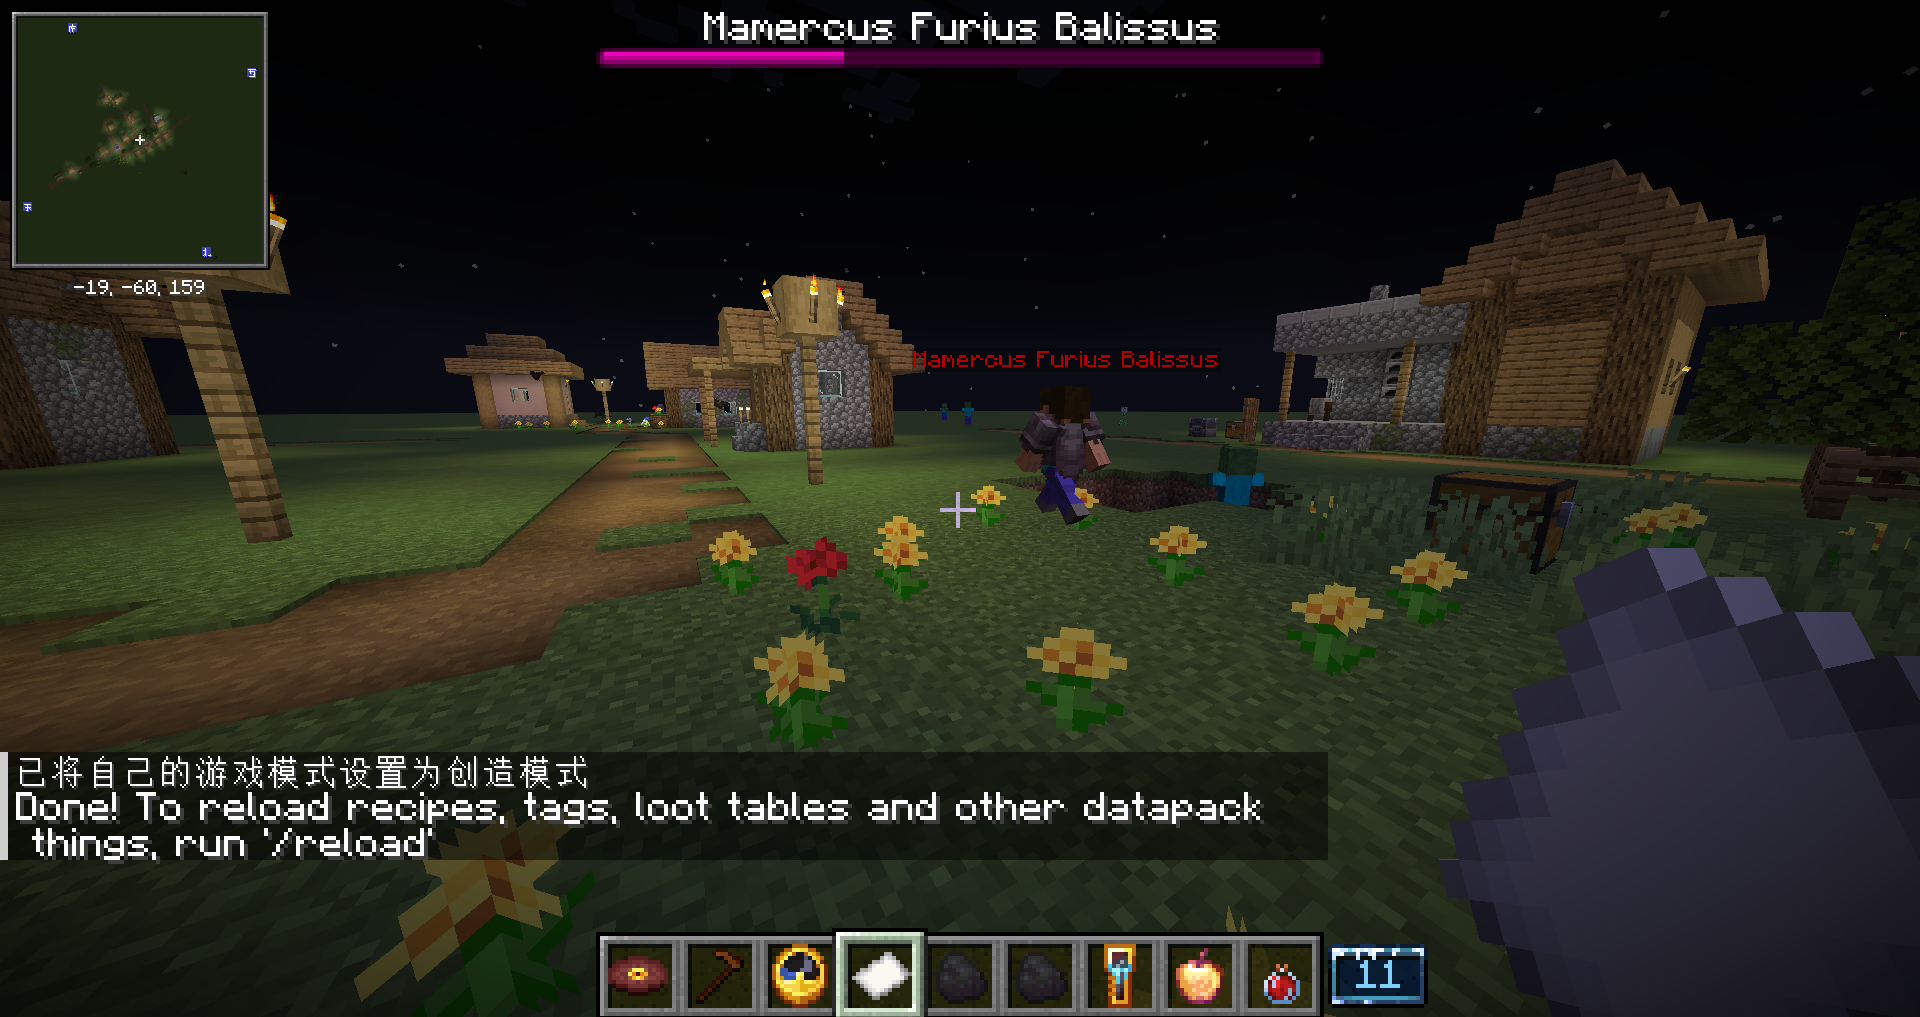 Mamercus Furius Balissus
南
-19, -60, 159
Mamercus Furius Balissus
已将自己的游戏模式设置为创造模式
Done! To reload recipes, tags, loot tables and other datapack
things, run '/reload'
11